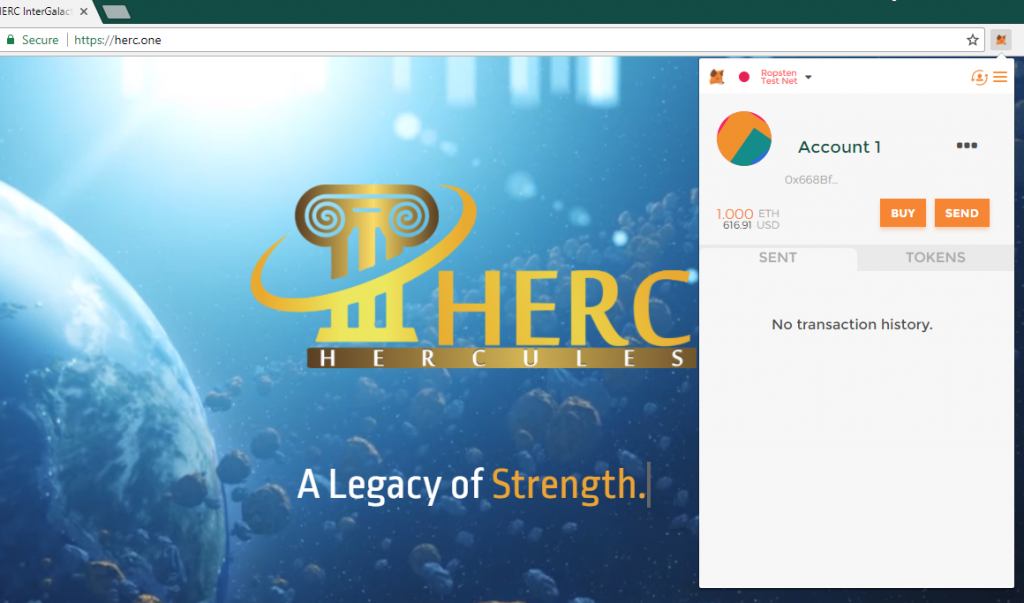 HERC InterGalac
Secure
https://herc.one
Ropsten
Test Net
Account 1
0x668Bf...
1.000 ETH
616.91 USD
BUY
SEND
SENT
TOKENS
No transaction history.
HERC
HERCULES
A Legacy of Strength.